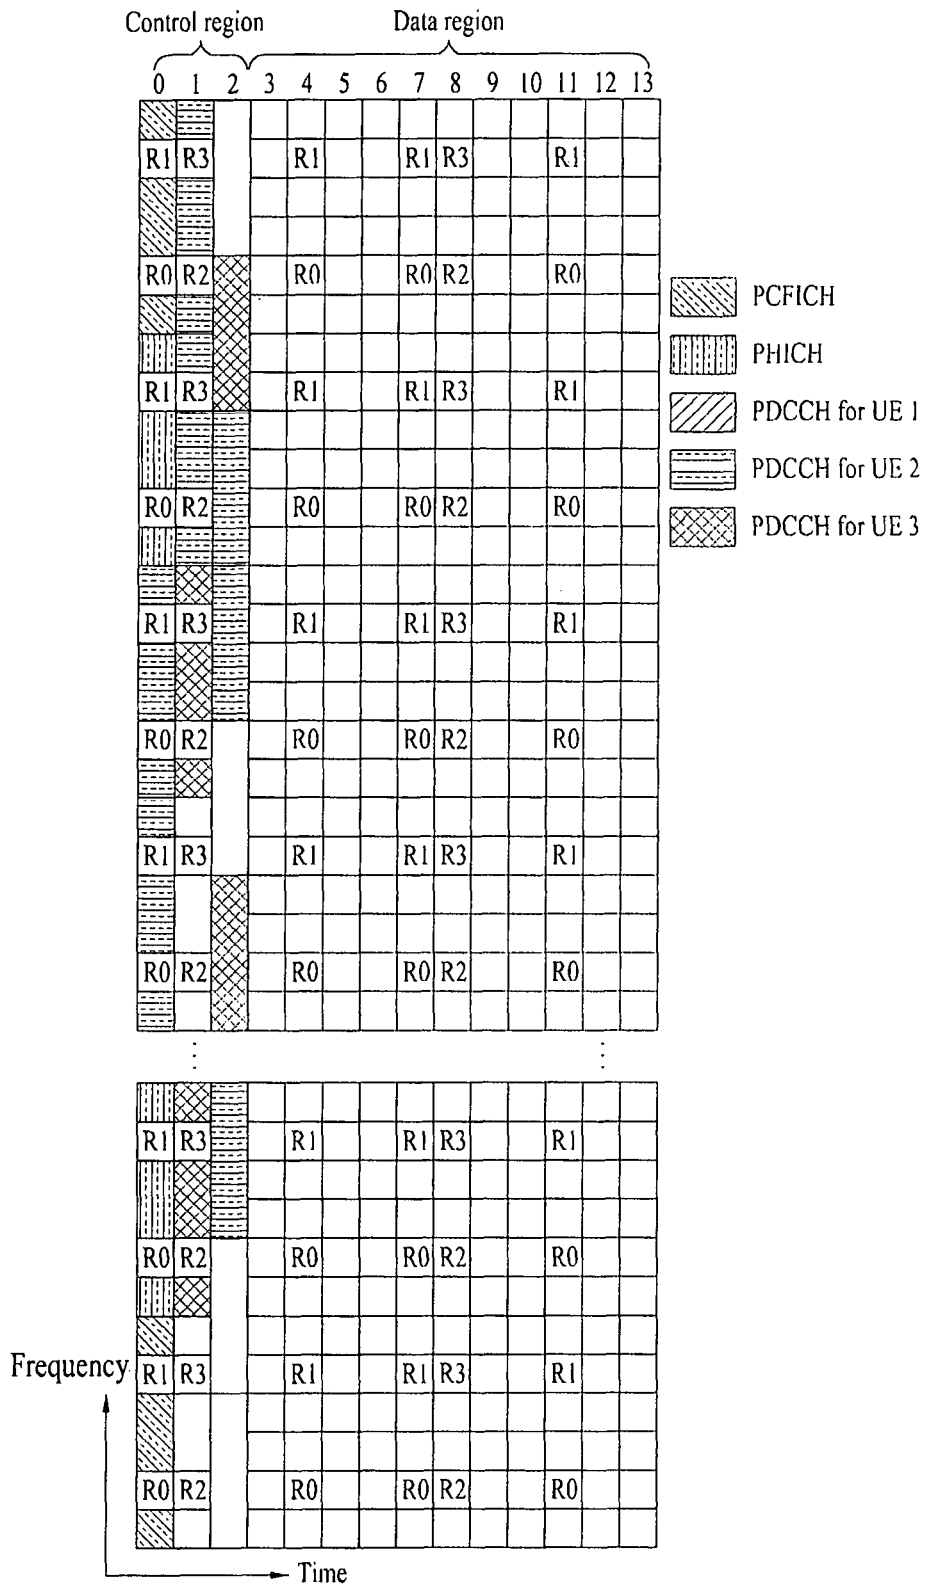 Control region Data region
0 1 2 3 4 5 6 7 8 9 10 11 12 13
R1 R3 R1 R1 R3 R1
R0 R2 R0 R0 R2 R0
PCFICH
PHICH
R1 R3 R1 R1 R3 R1
PDCCH for UE 1
PDCCH for UE 2
R0 R2 R0 R0 R2 R0
PDCCH for UE 3
R1 R3 R1 R1 R3 R1
R0 R2 R0 R0 R2 R0
R1 R3 R1 R1 R3 R1
R0 R2 R0 R0 R2 R0
R1 R3 R1 R1 R3 R1
R0 R2 R0 R0 R2 R0
Frequency
R1 R3 R1 R1 R3 R1
R0 R2 R0 R0 R2 R0
Time